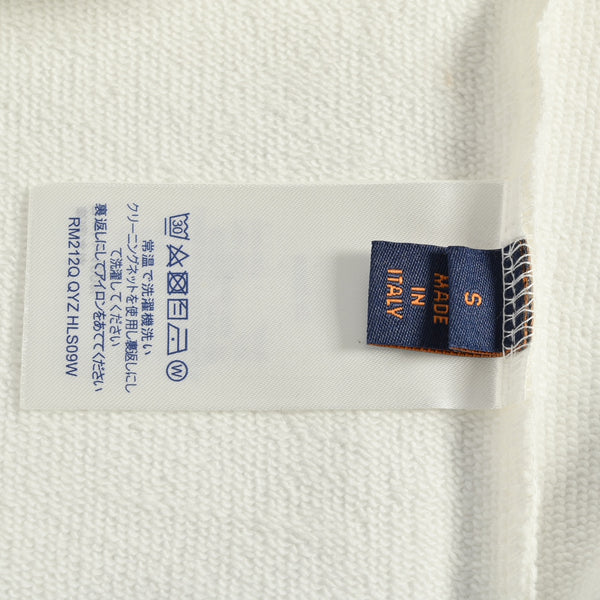 30
W
常温で洗濯機洗い
クリーニングネットを使用し裏返しにし
て洗濯してください
裏返しにしてアイロンをあててください
RM212Q QYZ HLS09W
S
MADE
IN
ITALY